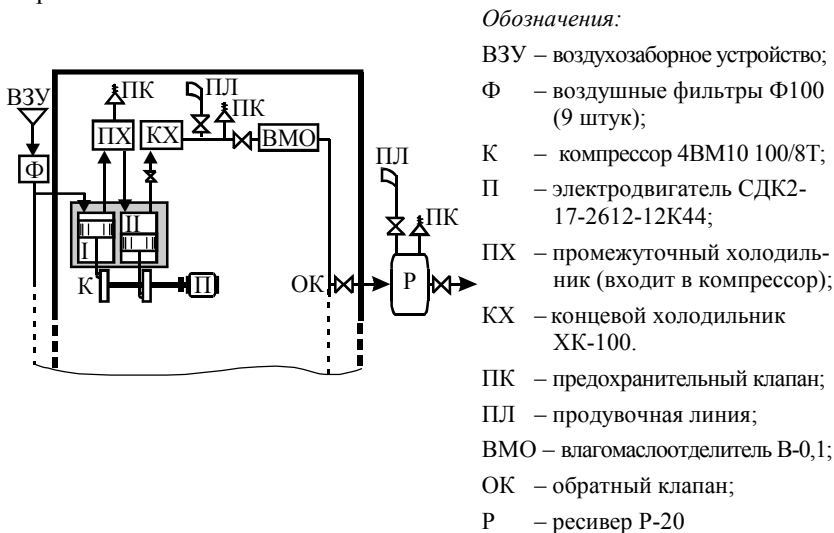 Обозначения:
ВЗУ – воздухозаборное устройство;
Ф – воздушные фильтры Ф100
(9 штук);
К – компрессор 4ВМ10 100/8Т;
П – электродвигатель СДК2-
17-2612-12К44;
ПХ – промежуточный холодиль-
ник (входит в компрессор);
КХ – концевой холодильник
ХК-100.
ПК – предохранительный клапан;
ПЛ – продувочная линия;
ВМО – влагомаслоотделитель В-0,1;
ОК – обратный клапан;
Р – ресивер Р-20
ВЗУ
ПК
ПЛ
ПК
ПХ
КХ
ВМО
Ф
ПЛ
ПК
I
II
К
П
ОК
Р